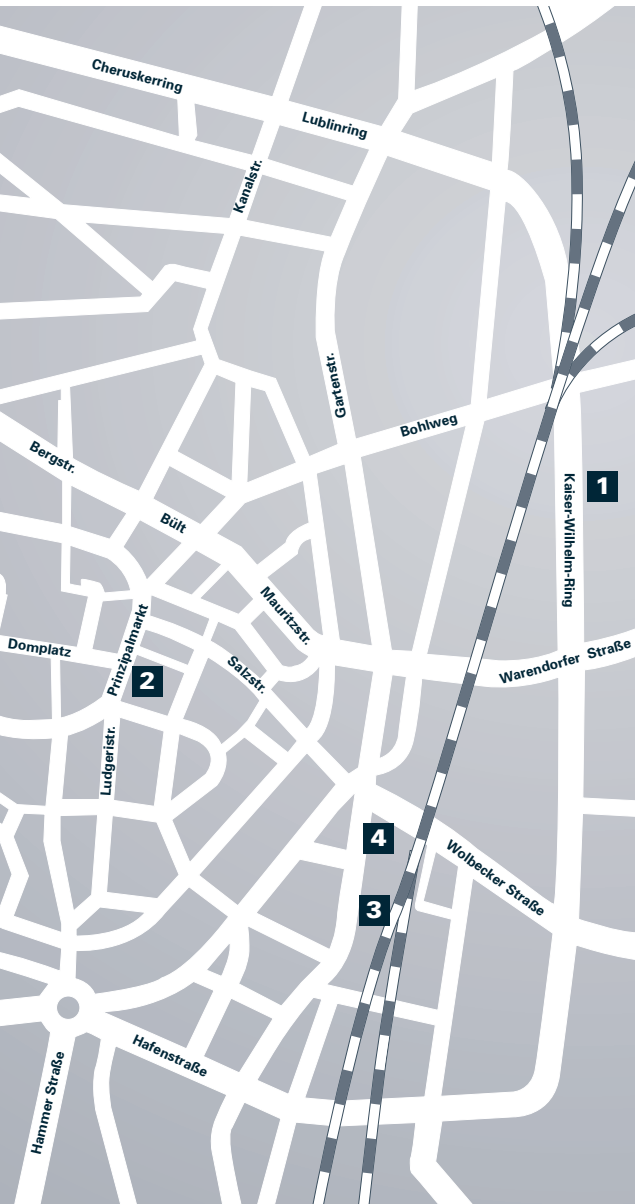 Cheruskerring
Lublinring
Kanalstr.
Gartenstr.
Bohlweg
Bergstr.
Kaiser-Wilhelm-Ring
1
Bült
Mauritzstr.
Domplatz
Prinzipalmarkt
Warendorfer Straße
Salzstr.
2
Ludgeristr.
4
Wolbecker Straße
3
Hafenstraße
Hammer Straße